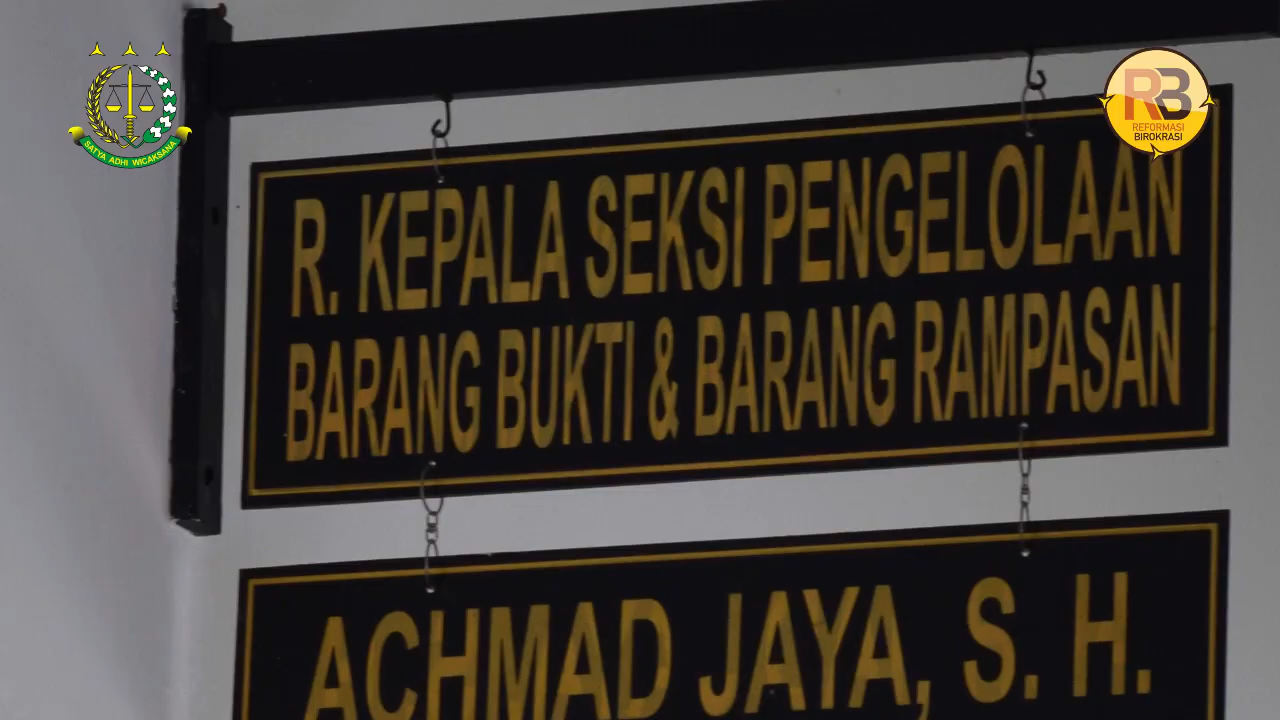 SATYA ADHI WICAKSANA
RB
REFORMASI
BIROKRASI
R. KEPALA SEKSI PENGELOLAAN
BARANG BUKTI & BARANG RAMPASAN
ACHMAD JAYA, S. H.